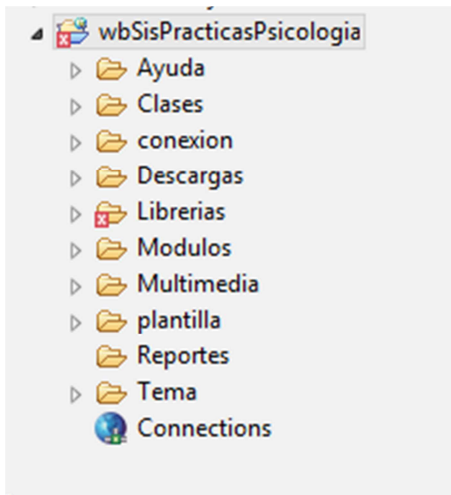 wbSisPracticasPsicologia
Ayuda
Clases
conexion
Descargas
Librerias
Modulos
Multimedia
plantilla
Reportes
Tema
Connections